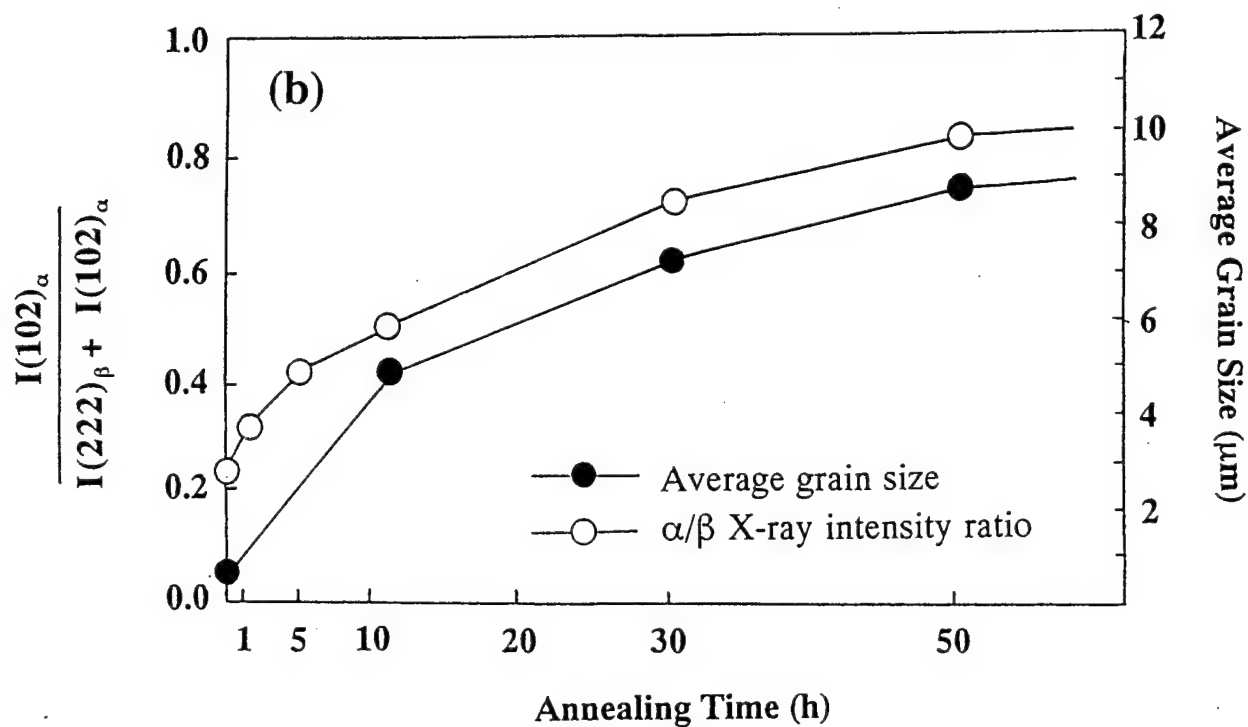 (b)
I(102)α
I(222)β + I(102)α
1.0
0.8
0.6
0.4
0.2
0.0
12
10
8
6
4
2
Average Grain Size (μm)
Average grain size
α/β X-ray intensity ratio
1 5 10 20 30 50
Annealing Time (h)